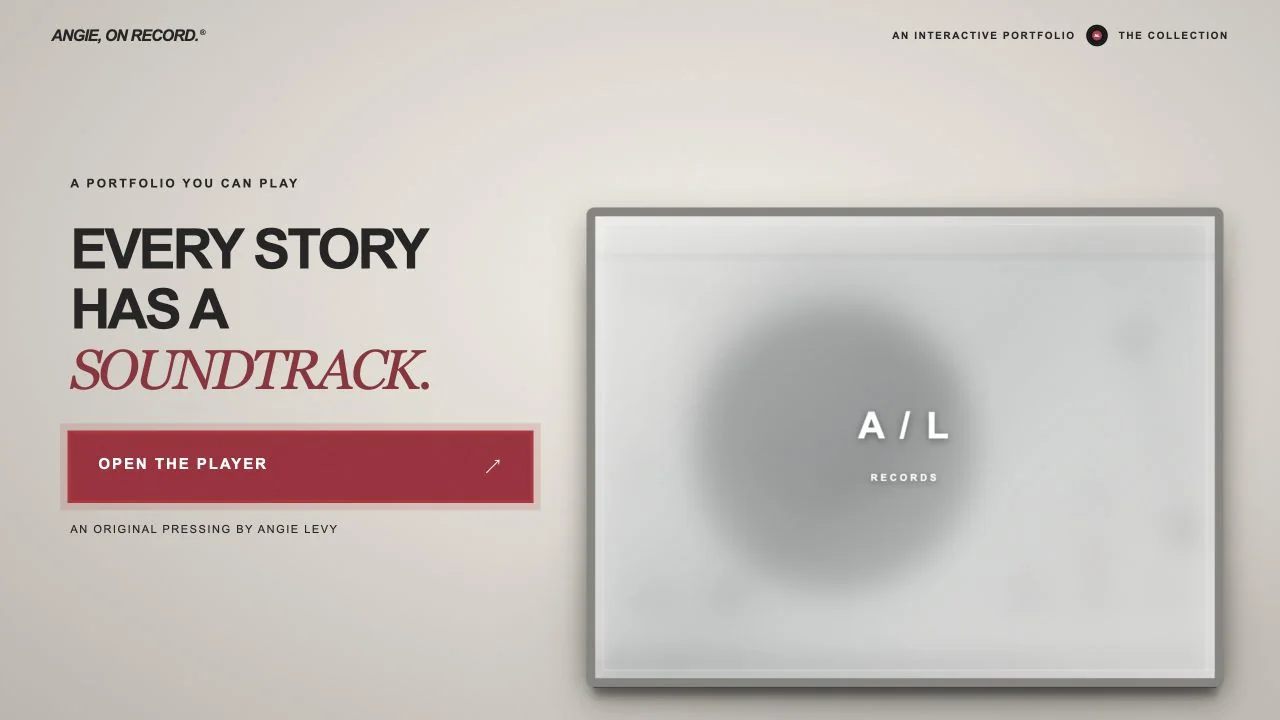 ANGIE, ON RECORD.®
AN INTERACTIVE PORTFOLIO
THE COLLECTION
A PORTFOLIO YOU CAN PLAY
EVERY STORY
HAS A
SOUNDTRACK.
OPEN THE PLAYER ↗
AN ORIGINAL PRESSING BY ANGIE LEVY
A / L
RECORDS